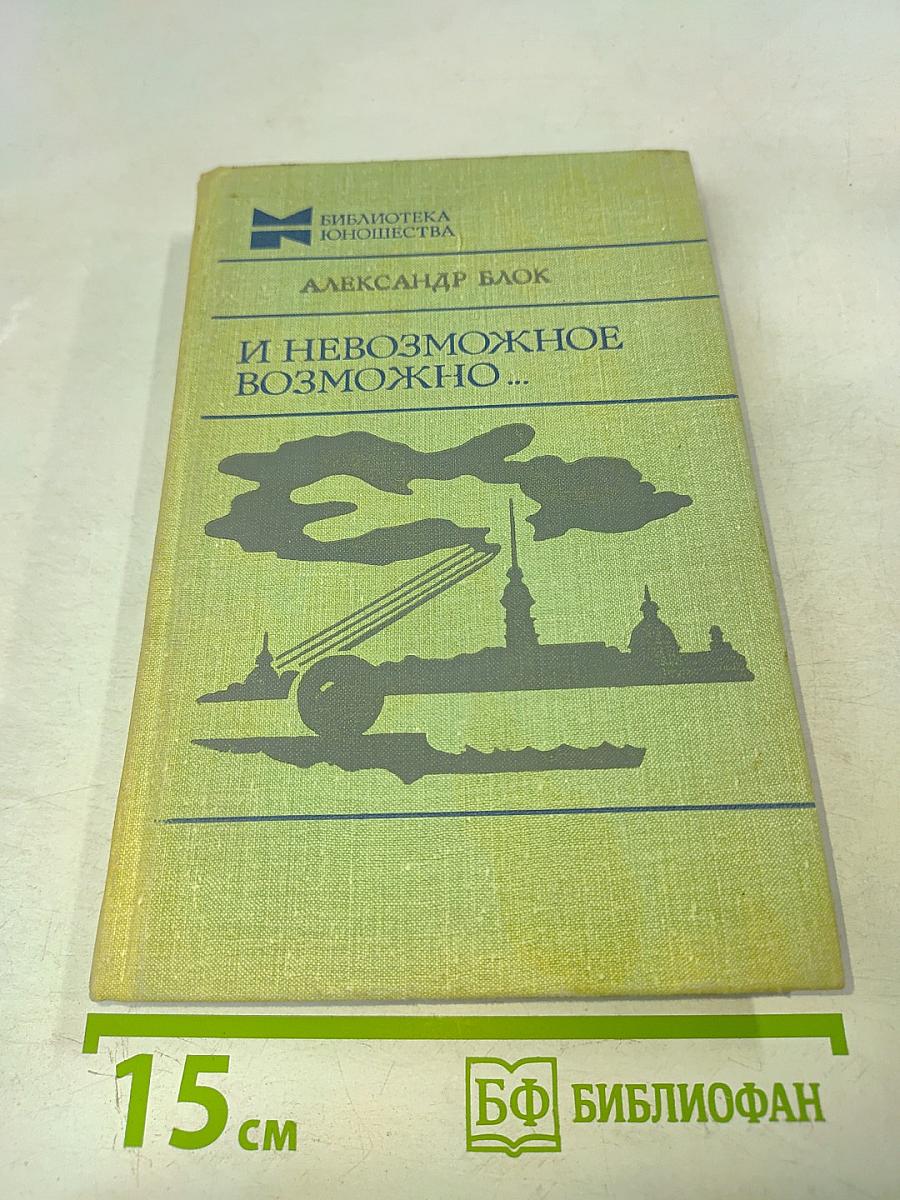 БИБЛИОТЕКА
ЮНОШЕСТВА
АЛЕКСАНДР БЛОК
И НЕВОЗМОЖНОЕ
ВОЗМОЖНО...
15 см
БФ БИБЛИОФАН